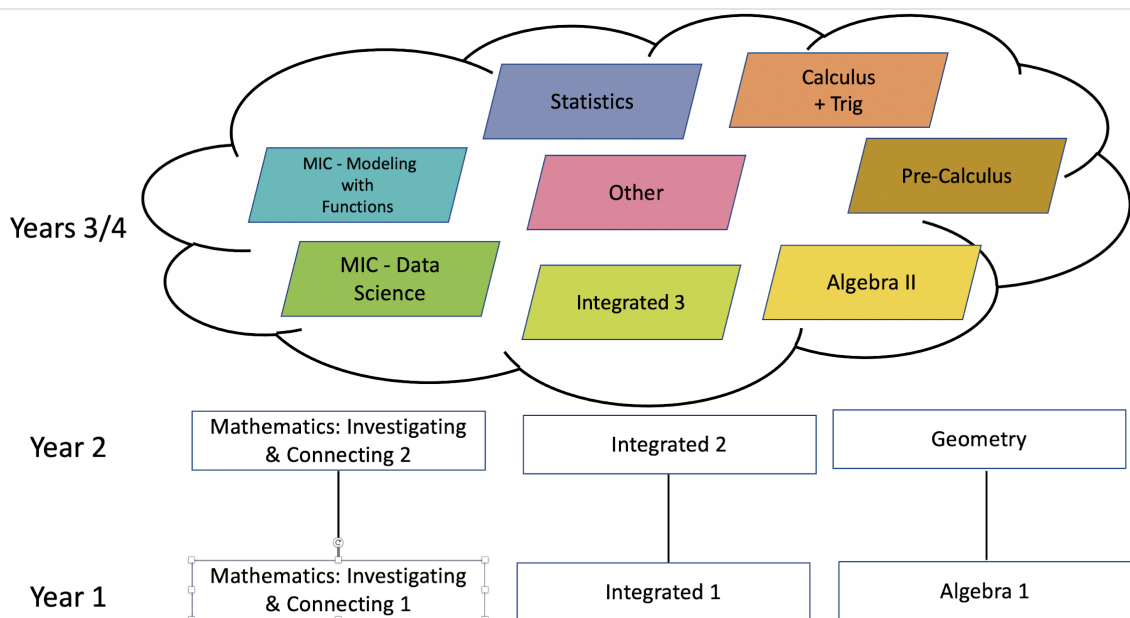 Statistics
Calculus
+ Trig
MIC - Modeling
with
Functions
Other
Pre-Calculus
Years 3/4
MIC - Data
Science
Integrated 3
Algebra II
Year 2
Mathematics: Investigating
& Connecting 2
Integrated 2
Geometry
Year 1
Mathematics: Investigating
& Connecting 1
Integrated 1
Algebra 1